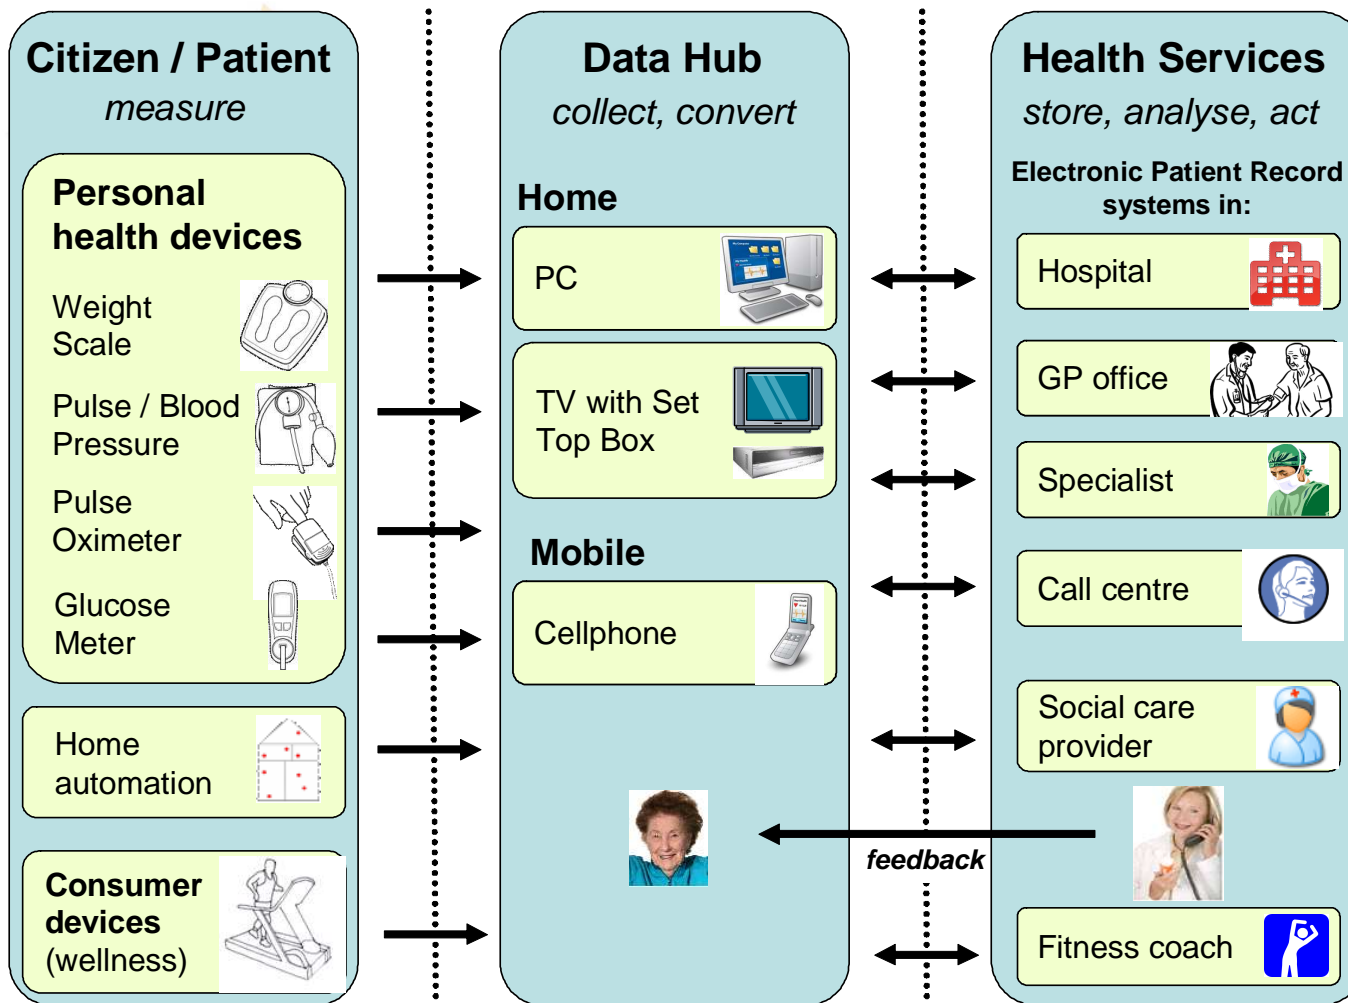 Citizen / Patient
measure
Personal
health devices
Weight
Scale
Pulse / Blood
Pressure
Pulse
Oximeter
Glucose
Meter
Home
automation
Consumer
devices
(wellness)
Data Hub
collect, convert
Home
PC
TV with Set
Top Box
Mobile
Cellphone
feedback
Health Services
store, analyse, act
Electronic Patient Record
systems in:
Hospital
GP office
Specialist
Call centre
Social care
provider
Fitness coach